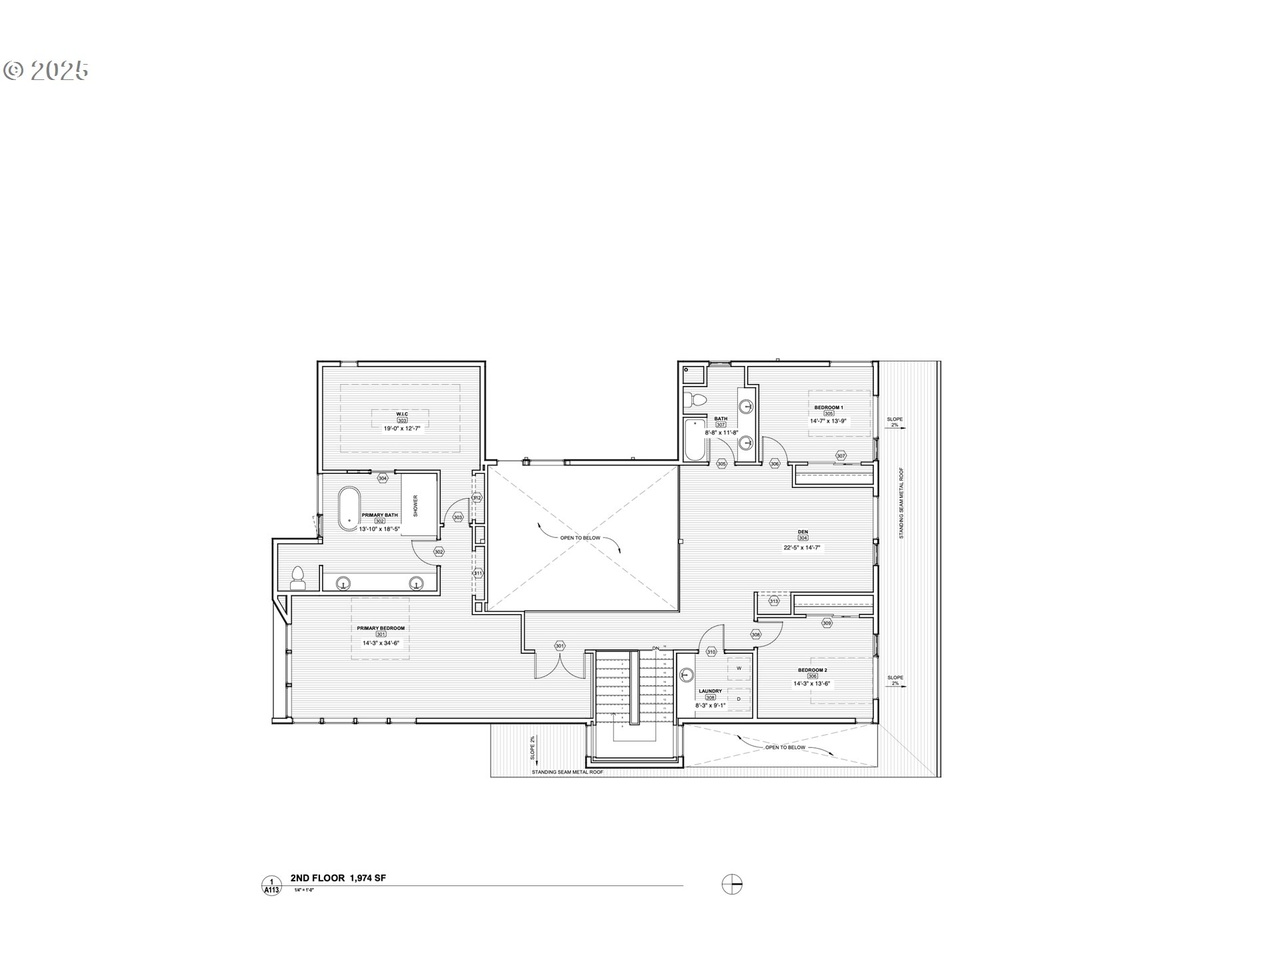 © 2025
W.I.C
303
19'-0" x 12'-7"
304
BATH
307
8'-8" x 11'-8"
BEDROOM 1
305
14'-7" x 13'-9"
SLOPE
2%
305
306
307
SHOWER
PRIMARY BATH
302
13'-10" x 18"-5"
303
312
302
311
OPEN TO BELOW
DEN
304
22'-5" x 14'-7"
STANDING SEAM METAL ROOF
313
309
308
310
PRIMARY BEDROOM
301
14'-3" x 34'-6"
301
DN
W
D
LAUNDRY
308
8'-3" x 9'-1"
BEDROOM 2
306
14'-3" x 13'-6"
SLOPE
2%
SLOPE 2%
OPEN TO BELOW
STANDING SEAM METAL ROOF
1
A113
2ND FLOOR 1,974 SF
1/4" = 1'-0"